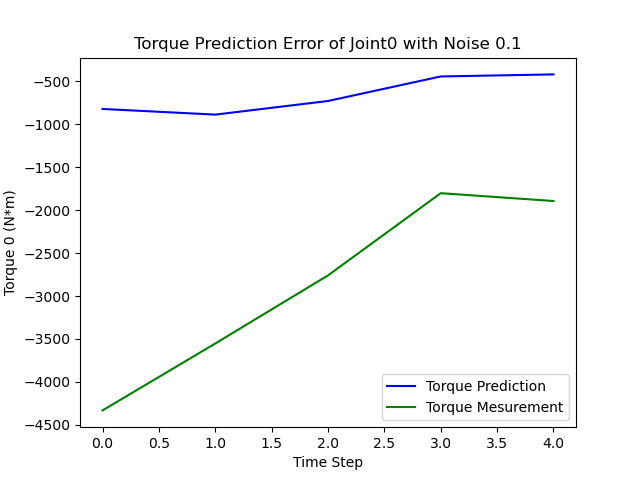 Torque Prediction Error of Joint0 with Noise 0.1
−500
−1000
−1500
−2000
−2500
−3000
−3500
−4000
−4500
Torque 0 (N*m)
Torque Prediction
Torque Mesurement
0.0 0.5 1.0 1.5 2.0 2.5 3.0 3.5 4.0
Time Step